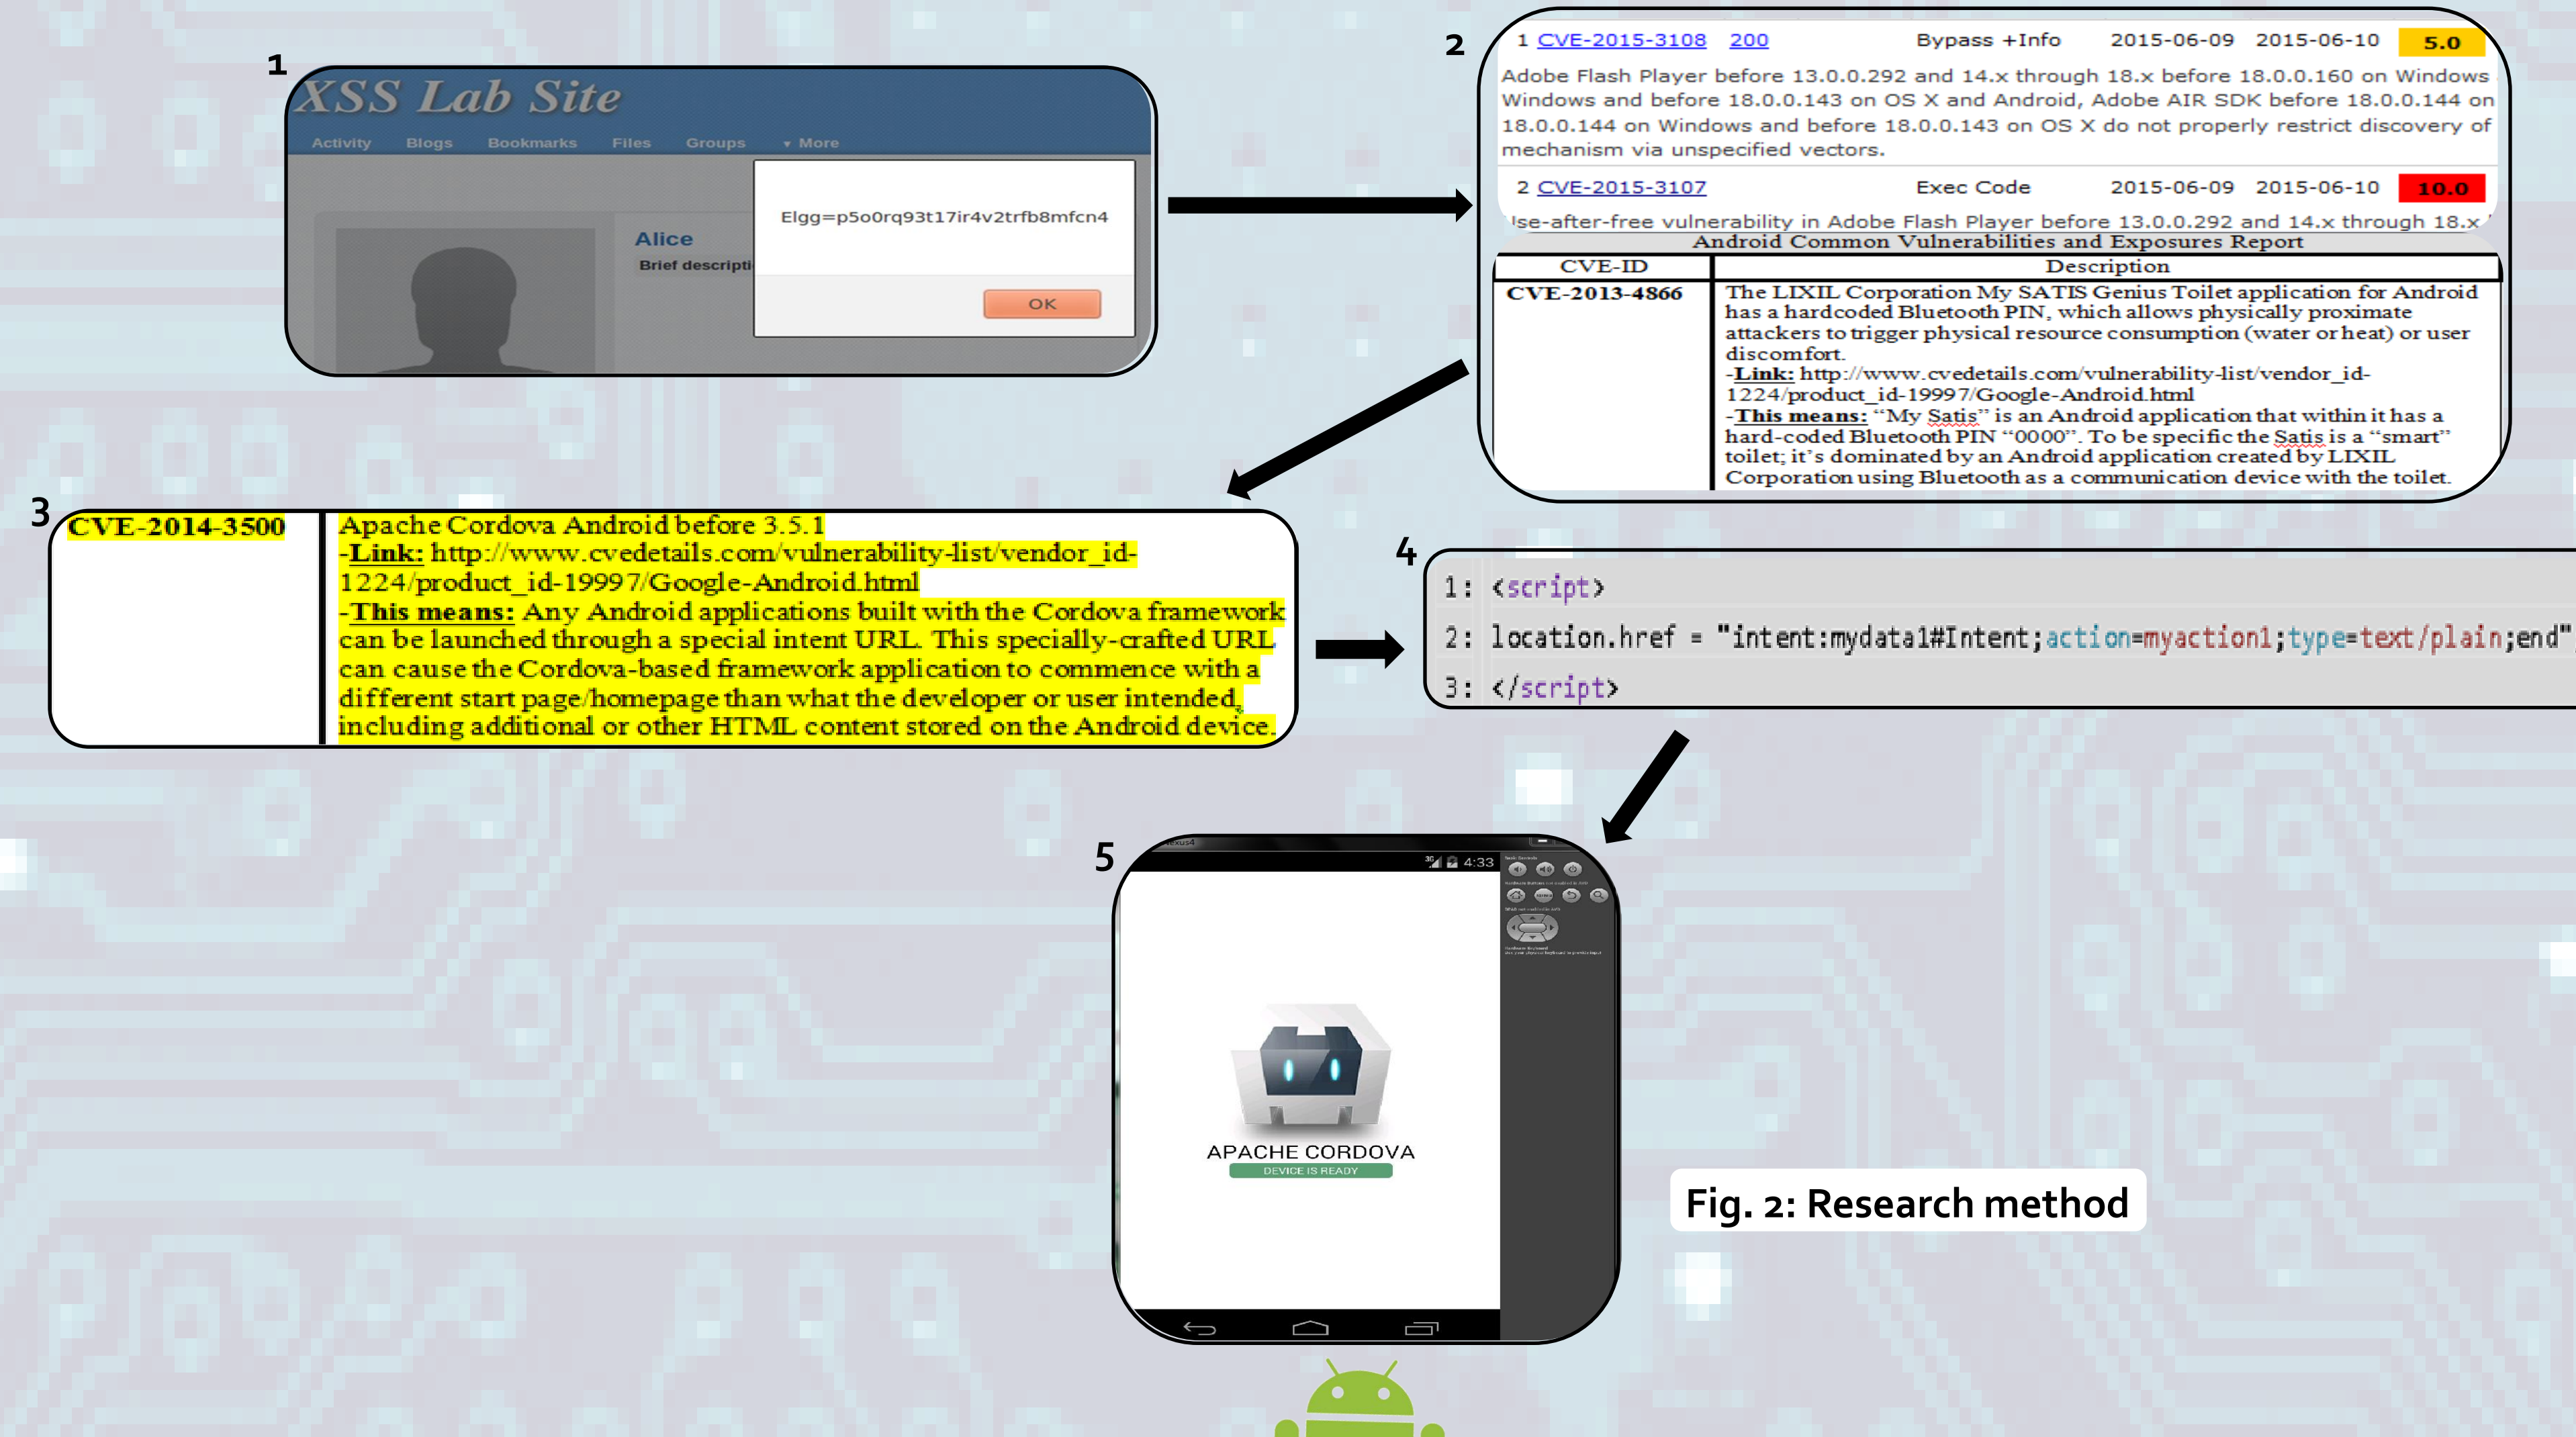 1
XSS Lab Site
Activity Blogs Bookmarks Files Groups ▾ More
Elgg=p5o0rq93t17ir4v2trfb8mfcn4
Alice
Brief descripti
OK
2
1 CVE-2015-3108 200 Bypass +Info 2015-06-09 2015-06-10 5.0
Adobe Flash Player before 13.0.0.292 and 14.x through 18.x before 18.0.0.160 on Windows
Windows and before 18.0.0.143 on OS X and Android, Adobe AIR SDK before 18.0.0.144 on
18.0.0.144 on Windows and before 18.0.0.143 on OS X do not properly restrict discovery of
mechanism via unspecified vectors.
2 CVE-2015-3107 Exec Code 2015-06-09 2015-06-10 10.0
Use-after-free vulnerability in Adobe Flash Player before 13.0.0.292 and 14.x through 18.x
Android Common Vulnerabilities and Exposures Report
CVE-ID Description
CVE-2013-4866 The LIXIL Corporation My SATIS Genius Toilet application for Android
has a hardcoded Bluetooth PIN, which allows physically proximate
attackers to trigger physical resource consumption (water or heat) or user
discomfort.
-Link: http://www.cvedetails.com/vulnerability-list/vendor_id-
1224/product_id-19997/Google-Android.html
-This means: “My Satis” is an Android application that within it has a
hard-coded Bluetooth PIN “0000”. To be specific the Satis is a “smart”
toilet; it’s dominated by an Android application created by LIXIL
Corporation using Bluetooth as a communication device with the toilet.
3
CVE-2014-3500 Apache Cordova Android before 3.5.1
-Link: http://www.cvedetails.com/vulnerability-list/vendor_id-
1224/product_id-19997/Google-Android.html
-This means: Any Android applications built with the Cordova framework
can be launched through a special intent URL. This specially-crafted URL
can cause the Cordova-based framework application to commence with a
different start page/homepage than what the developer or user intended,
including additional or other HTML content stored on the Android device.
4
1: <script>
2: location.href = "intent:mydata1#Intent;action=myaction1;type=text/plain;end"
3: </script>
5
3G 4:33
APACHE CORDOVA
DEVICE IS READY
Fig. 2: Research method